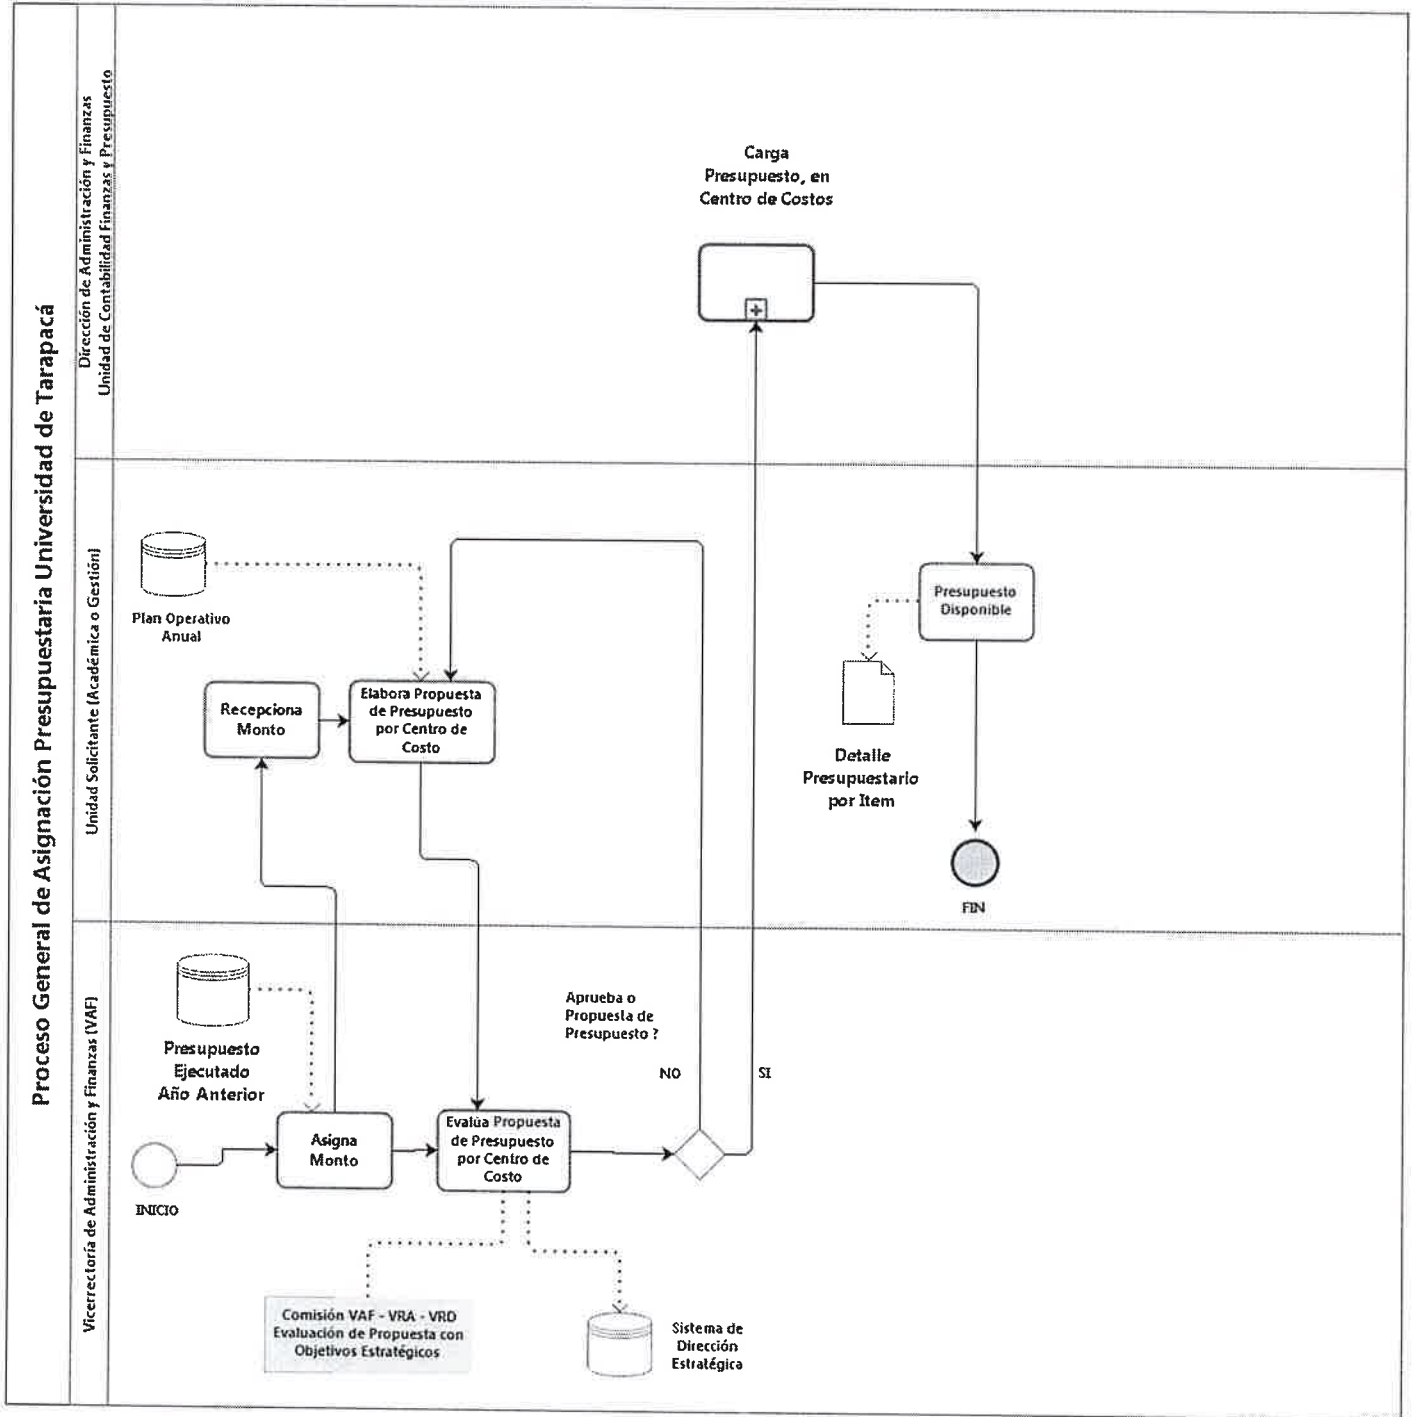 Proceso General de Asignación Presupuestaria Universidad de Tarapacá
Dirección de Administración y Finanzas
Unidad de Contabilidad Finanzas y Presupuesto
Carga
Presupuesto, en
Centro de Costos
Unidad Solicitante (Académica o Gestión)
Plan Operativo
Anual
Recepciona
Monto
Elabora Propuesta
de Presupuesto
por Centro de
Costo
Presupuesto
Disponible
Detalle
Presupuestario
por Item
FIN
Vicerrectoría de Administración y Finanzas (VAF)
Presupuesto
Ejecutado
Año Anterior
Aprueba o
Propuesta de
Presupuesto ?
NO
SI
INICIO
Asigna
Monto
Evalúa Propuesta
de Presupuesto
por Centro de
Costo
Comisión VAF - VRA - VRD
Evaluación de Propuesta con
Objetivos Estratégicos
Sistema de
Dirección
Estratégica